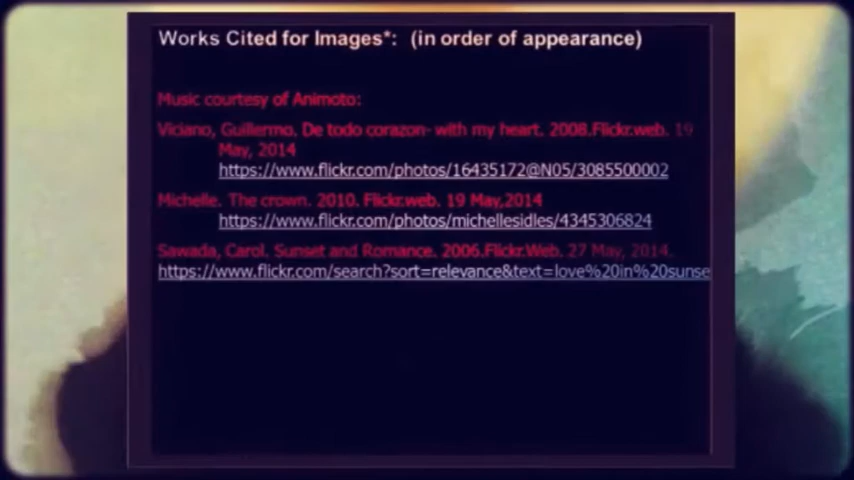 Works Cited for Images*: (in order of appearance)
Music courtesy of Animoto:
Viciano, Guillermo. De todo corazon- with my heart. 2008.Flickr.web. 19
May, 2014
https://www.flickr.com/photos/16435172@N05/3085500002
Michelle. The crown. 2010. Flickr.web. 19 May,2014
https://www.flickr.com/photos/michellesidles/4345306824
Sawada, Carol. Sunset and Romance. 2006.Flickr.Web. 27 May, 2014.
https://www.flickr.com/search?sort=relevance&text=love%20in%20sunse